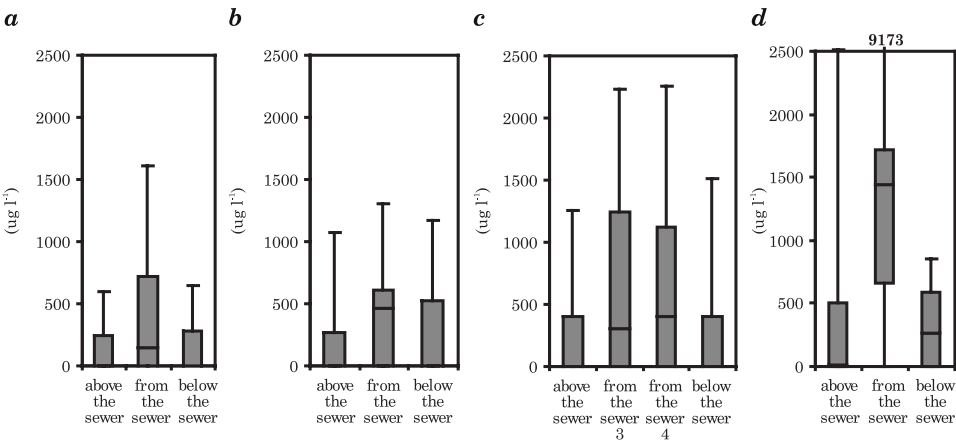 a
(ug l-1)
2500
2000
1500
1000
500
0
above the sewer
from the sewer
below the sewer
b
(ug l-1)
2500
2000
1500
1000
500
0
above the sewer
from the sewer
below the sewer
c
(ug l-1)
2500
2000
1500
1000
500
0
above the sewer
from the sewer 3
from the sewer 4
below the sewer
d
9173
(ug l-1)
2500
2000
1500
1000
500
0
above the sewer
from the sewer
below the sewer